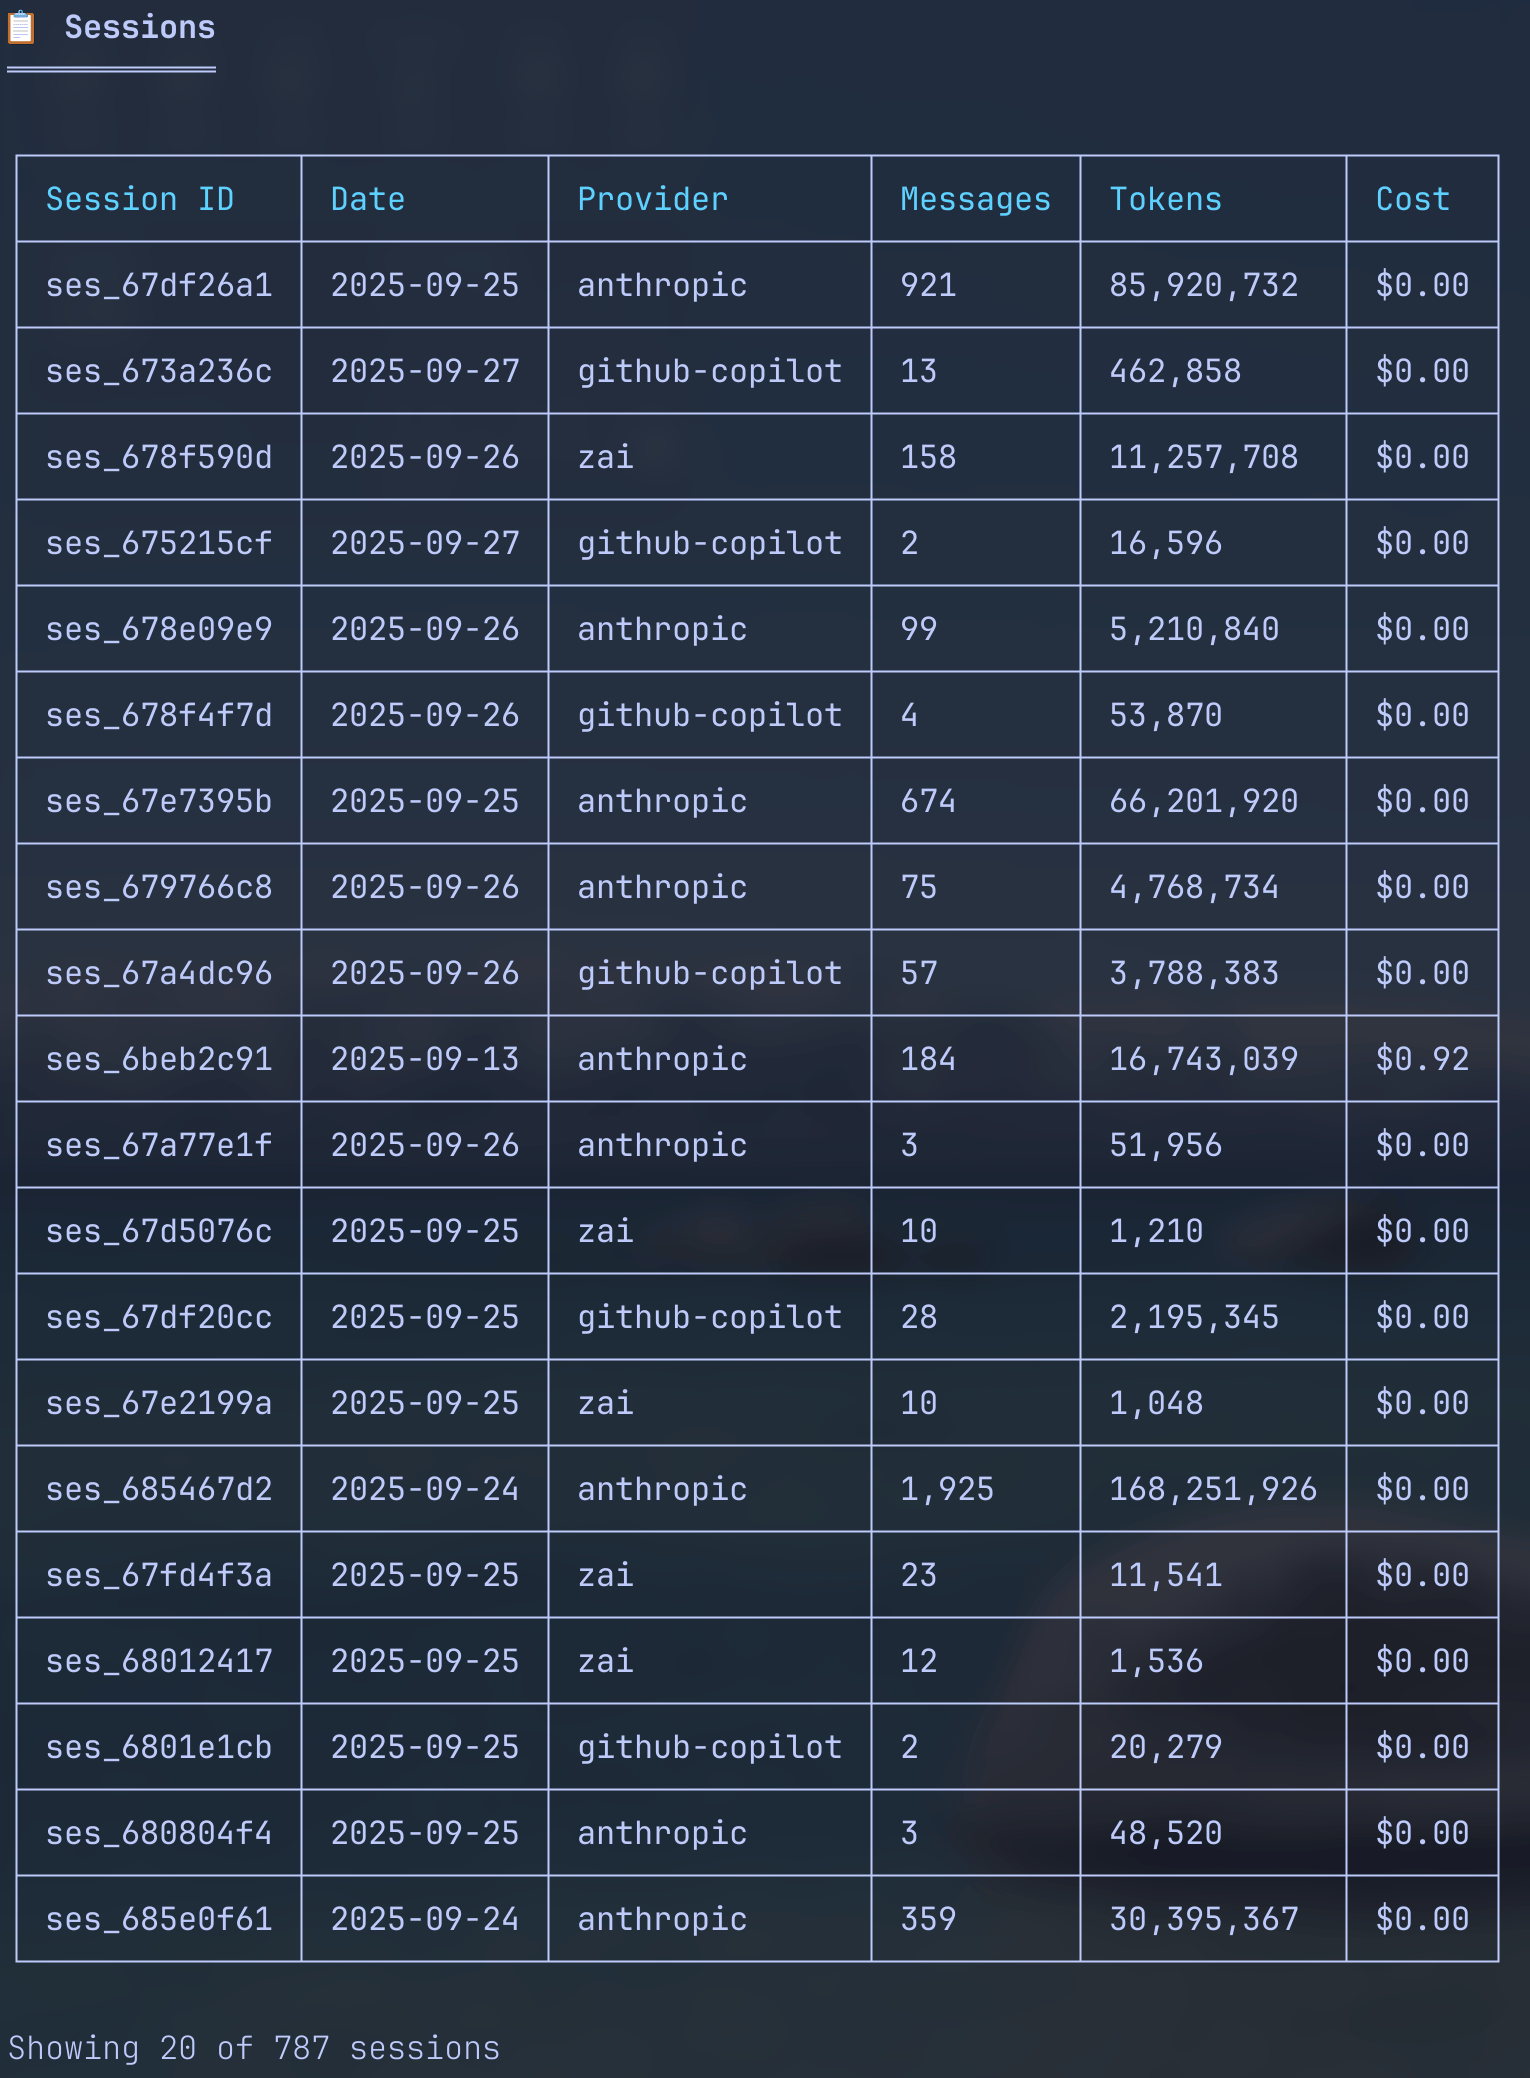 📋 Sessions
Session ID Date Provider Messages Tokens Cost
ses_67df26a1 2025-09-25 anthropic 921 85,920,732 $0.00
ses_673a236c 2025-09-27 github-copilot 13 462,858 $0.00
ses_678f590d 2025-09-26 zai 158 11,257,708 $0.00
ses_675215cf 2025-09-27 github-copilot 2 16,596 $0.00
ses_678e09e9 2025-09-26 anthropic 99 5,210,840 $0.00
ses_678f4f7d 2025-09-26 github-copilot 4 53,870 $0.00
ses_67e7395b 2025-09-25 anthropic 674 66,201,920 $0.00
ses_679766c8 2025-09-26 anthropic 75 4,768,734 $0.00
ses_67a4dc96 2025-09-26 github-copilot 57 3,788,383 $0.00
ses_6beb2c91 2025-09-13 anthropic 184 16,743,039 $0.92
ses_67a77e1f 2025-09-26 anthropic 3 51,956 $0.00
ses_67d5076c 2025-09-25 zai 10 1,210 $0.00
ses_67df20cc 2025-09-25 github-copilot 28 2,195,345 $0.00
ses_67e2199a 2025-09-25 zai 10 1,048 $0.00
ses_685467d2 2025-09-24 anthropic 1,925 168,251,926 $0.00
ses_67fd4f3a 2025-09-25 zai 23 11,541 $0.00
ses_68012417 2025-09-25 zai 12 1,536 $0.00
ses_6801e1cb 2025-09-25 github-copilot 2 20,279 $0.00
ses_680804f4 2025-09-25 anthropic 3 48,520 $0.00
ses_685e0f61 2025-09-24 anthropic 359 30,395,367 $0.00
Showing 20 of 787 sessions